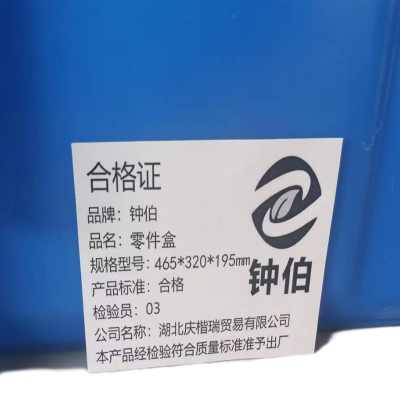 合格证
品牌：钟伯
品名：零件盒
规格型号：465*320*195mm
产品标准：合格
检验员：03
公司名称：湖北庆楷瑞贸易有限公司
本产品经检验符合质量标准准予出厂
钟伯